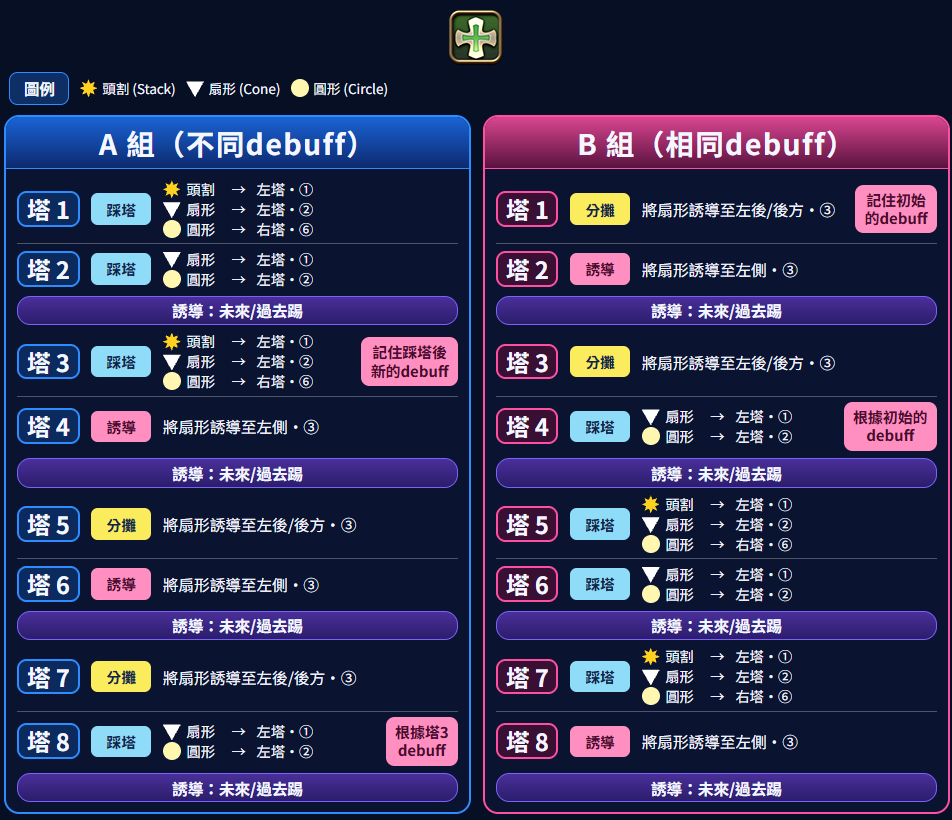 圖例 頭割 (Stack) 扇形 (Cone) 圓形 (Circle)
A 組（不同debuff）
塔 1 踩塔
頭割 → 左塔・①
扇形 → 左塔・②
圓形 → 右塔・⑥
塔 2 踩塔
扇形 → 左塔・①
圓形 → 左塔・②
誘導：未來/過去踢
塔 3 踩塔
頭割 → 左塔・①
扇形 → 左塔・②
圓形 → 右塔・⑥
記住踩塔後
新的debuff
塔 4 誘導 將扇形誘導至左側・③
誘導：未來/過去踢
塔 5 分攤 將扇形誘導至左後/後方・③
塔 6 誘導 將扇形誘導至左側・③
誘導：未來/過去踢
塔 7 分攤 將扇形誘導至左後/後方・③
塔 8 踩塔
扇形 → 左塔・①
圓形 → 左塔・②
根據塔3
debuff
誘導：未來/過去踢
B 組（相同debuff）
塔 1 分攤 將扇形誘導至左後/後方・③
記住初始
的debuff
塔 2 誘導 將扇形誘導至左側・③
誘導：未來/過去踢
塔 3 分攤 將扇形誘導至左後/後方・③
塔 4 踩塔
扇形 → 左塔・①
圓形 → 左塔・②
根據初始的
debuff
誘導：未來/過去踢
塔 5 踩塔
頭割 → 左塔・①
扇形 → 左塔・②
圓形 → 右塔・⑥
塔 6 踩塔
扇形 → 左塔・①
圓形 → 左塔・②
誘導：未來/過去踢
塔 7 踩塔
頭割 → 左塔・①
扇形 → 左塔・②
圓形 → 右塔・⑥
塔 8 誘導 將扇形誘導至左側・③
誘導：未來/過去踢